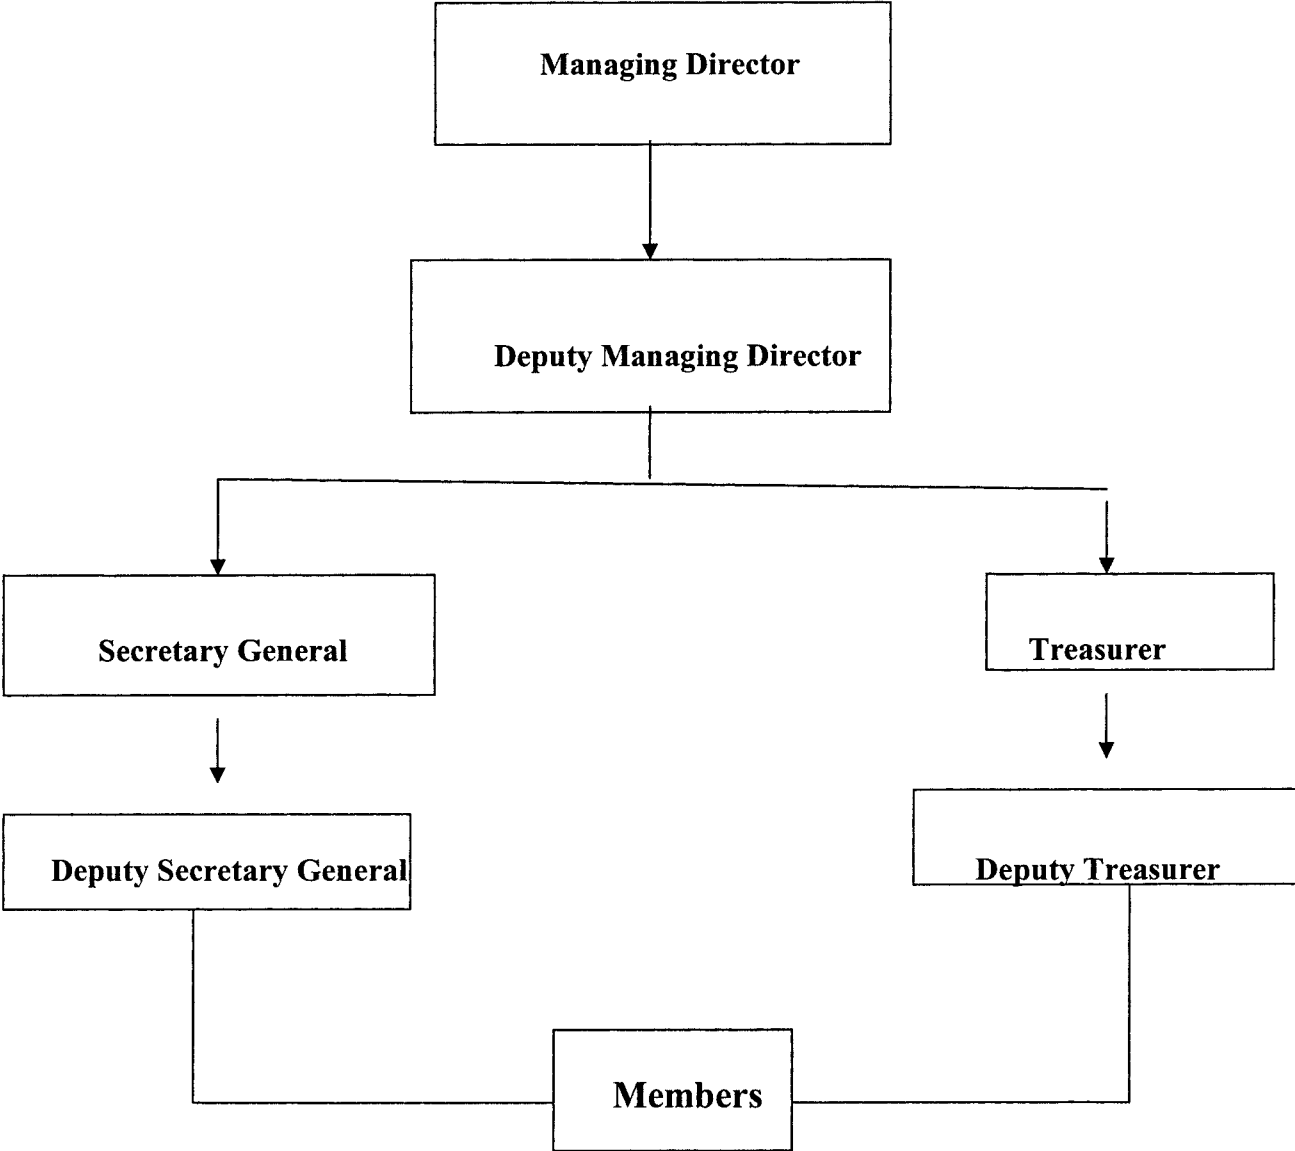 Managing Director
Deputy Managing Director
Secretary General
Treasurer
Deputy Secretary General
Deputy Treasurer
Members